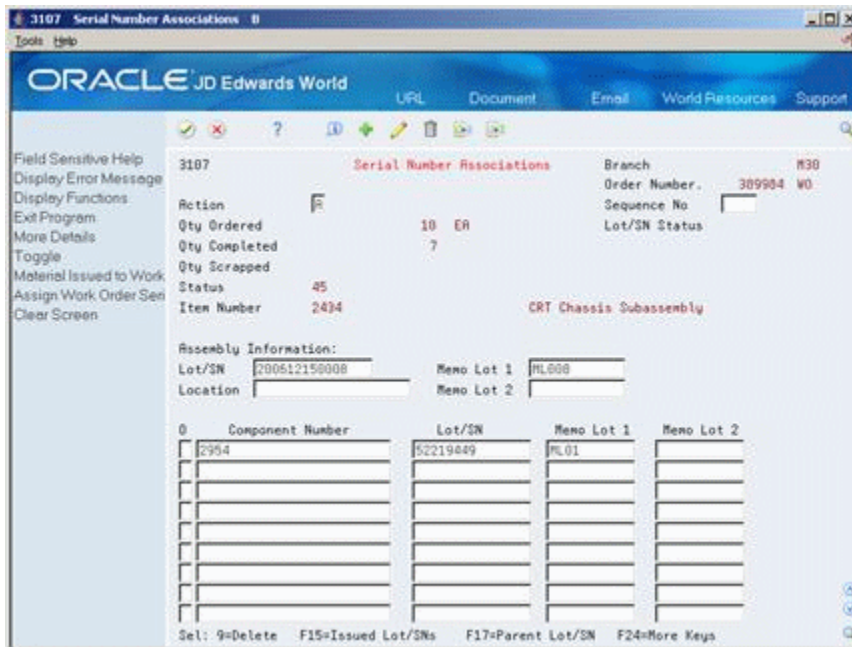 3107 Serial Number Associations 0
Tools Help
ORACLE JD Edwards World
URL Document Email World Resources Support
Field Sensitive Help
Display Error Message
Display Functions
Exit Program
More Details
Toggle
Material Issued to Work
Assign Work Order Seri
Clear Screen
3107 Serial Number Associations Branch M30
Order Number. 389984 WO
Action A Sequence No
Qty Ordered 10 EA Lot/SN Status
Qty Completed 7
Qty Scrapped
Status 45
Item Number 2434 CRT Chassis Subassembly
Assembly Information:
Lot/SN 200612150008 Memo Lot 1 ML008
Location Memo Lot 2
O Component Number Lot/SN Memo Lot 1 Memo Lot 2
2954 52219449 ML01
Sel: 9=Delete F15=Issued Lot/SNs F17=Parent Lot/SN F24=More Keys